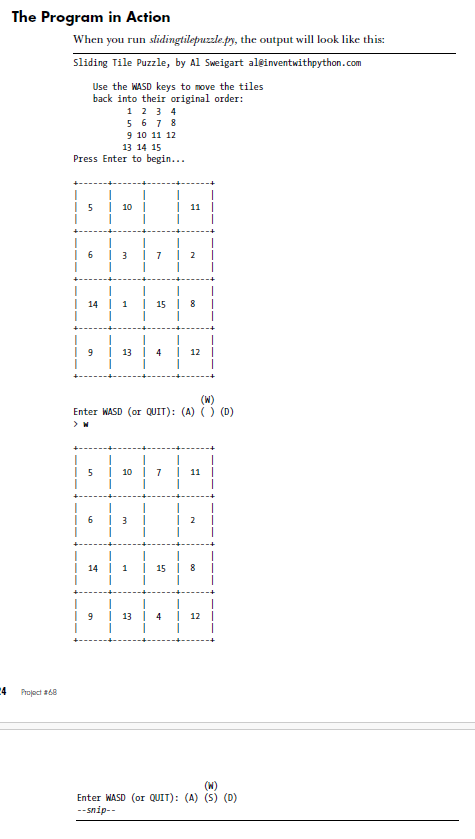 The Program in Action
When you run slidingtilepuzzle.py, the output will look like this:
Sliding Tile Puzzle, by Al Sweigart al@inventwithpython.com
Use the WASD keys to move the tiles
back into their original order:
1 2 3 4
5 6 7 8
9 10 11 12
13 14 15
Press Enter to begin...
+------+------+------+------+
| | | | |
| 5 | 10 | | 11 |
| | | | |
+------+------+------+------+
| | | | |
| 6 | 3 | 7 | 2 |
| | | | |
+------+------+------+------+
| | | | |
| 14 | 1 | 15 | 8 |
| | | | |
+------+------+------+------+
| | | | |
| 9 | 13 | 4 | 12 |
| | | | |
+------+------+------+------+
(W)
Enter WASD (or QUIT): (A) ( ) (D)
> w
+------+------+------+------+
| | | | |
| 5 | 10 | 7 | 11 |
| | | | |
+------+------+------+------+
| | | | |
| 6 | 3 | | 2 |
| | | | |
+------+------+------+------+
| | | | |
| 14 | 1 | 15 | 8 |
| | | | |
+------+------+------+------+
| | | | |
| 9 | 13 | 4 | 12 |
| | | | |
+------+------+------+------+
4 Project #68
(W)
Enter WASD (or QUIT): (A) (S) (D)
--snip--